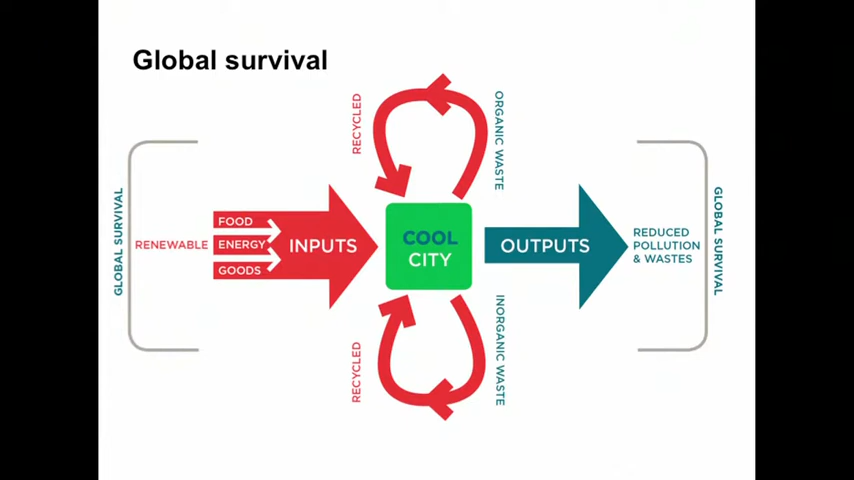 Global survival
RECYCLED
ORGANIC WASTE
GLOBAL SURVIVAL
RENEWABLE
FOOD
ENERGY
GOODS
INPUTS
COOL
CITY
OUTPUTS
REDUCED
POLLUTION
& WASTES
GLOBAL SURVIVAL
RECYCLED
INORGANIC WASTE